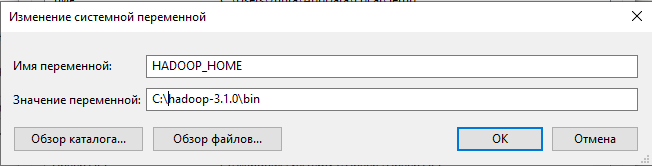 Изменение системной переменной
Имя переменной:
HADOOP_HOME
Значение переменной:
C:\hadoop-3.1.0\bin
Обзор каталога...
Обзор файлов...
OK
Отмена